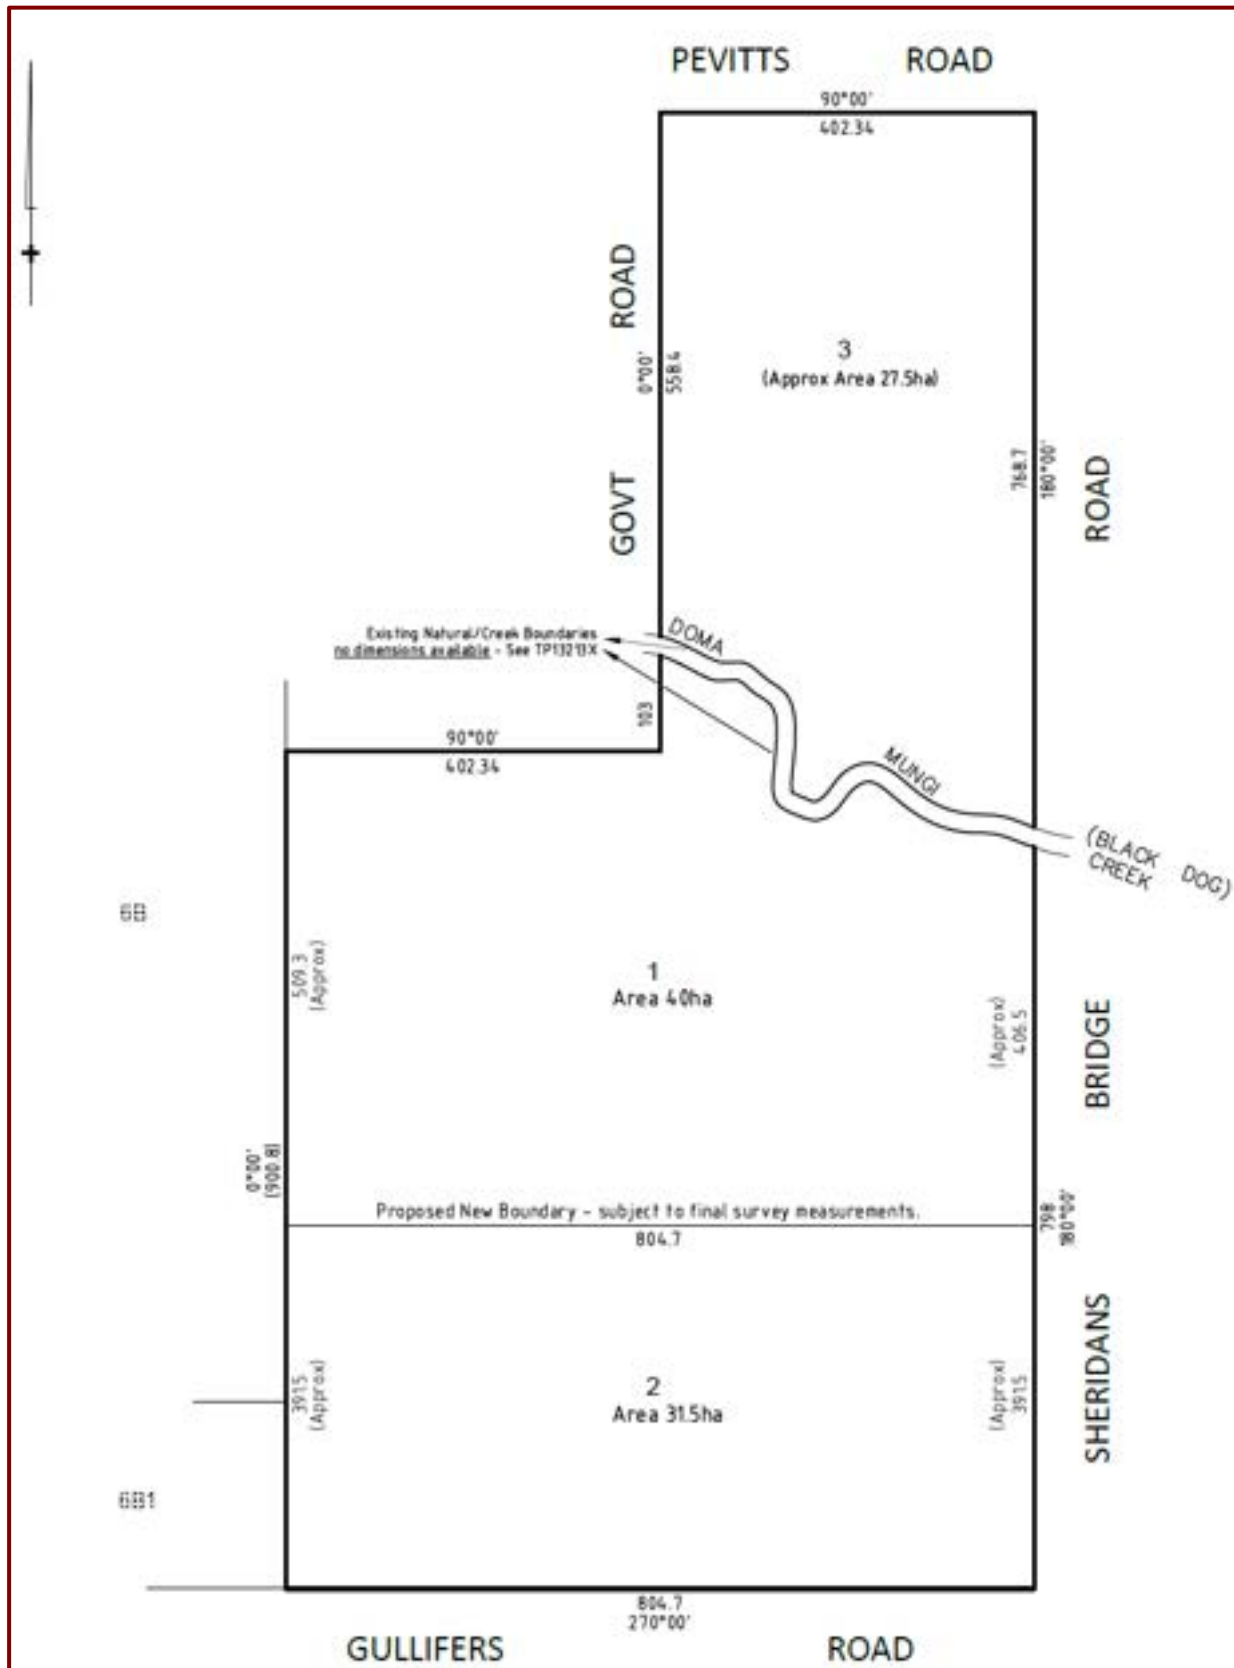 PEVITTS ROAD
90°00'
402.34
ROAD
GOVT
0°00'
558.4
3
(Approx Area 27.5ha)
768.7
180°00'
ROAD
Existing Natural/Creek Boundaries
no dimensions available - See TP13213X
DOMA
MUNGI
(BLACK DOG)
CREEK
103
90°00'
402.34
6B
509.3
(Approx)
1
Area 40ha
(Approx)
406.5
BRIDGE
0°00'
(900.8)
Proposed New Boundary - subject to final survey measurements.
804.7
798
180°00'
SHERIDANS
391.5
(Approx)
2
Area 31.5ha
(Approx)
391.5
6B1
804.7
270°00'
GULLIFERS ROAD